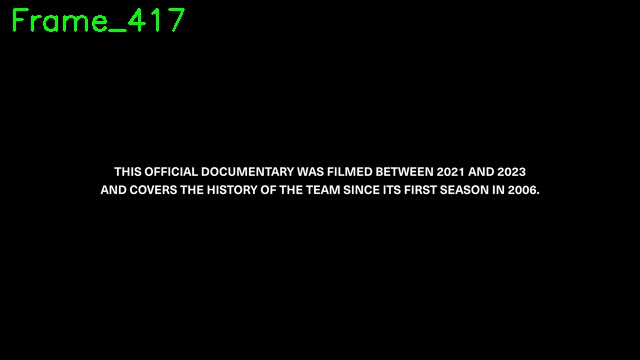 Frame_417
THIS OFFICIAL DOCUMENTARY WAS FILMED BETWEEN 2021 AND 2023
AND COVERS THE HISTORY OF THE TEAM SINCE ITS FIRST SEASON IN 2006.